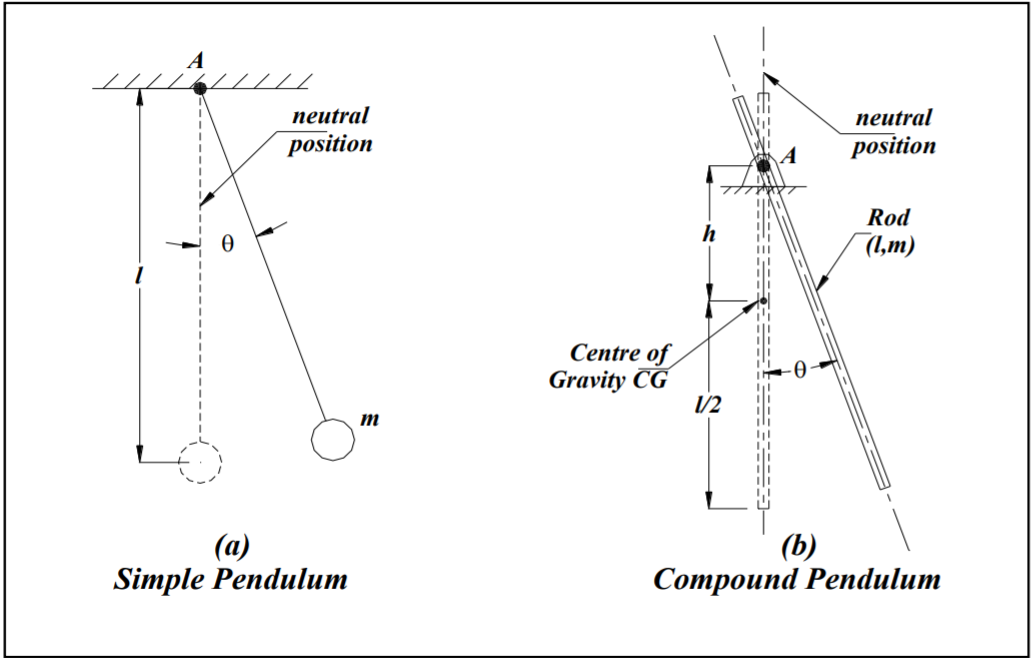 A
neutral
position
θ
l
m
(a)
Simple Pendulum
neutral
position
A
h
Rod
(l,m)
Centre of
Gravity CG
θ
l/2
(b)
Compound Pendulum